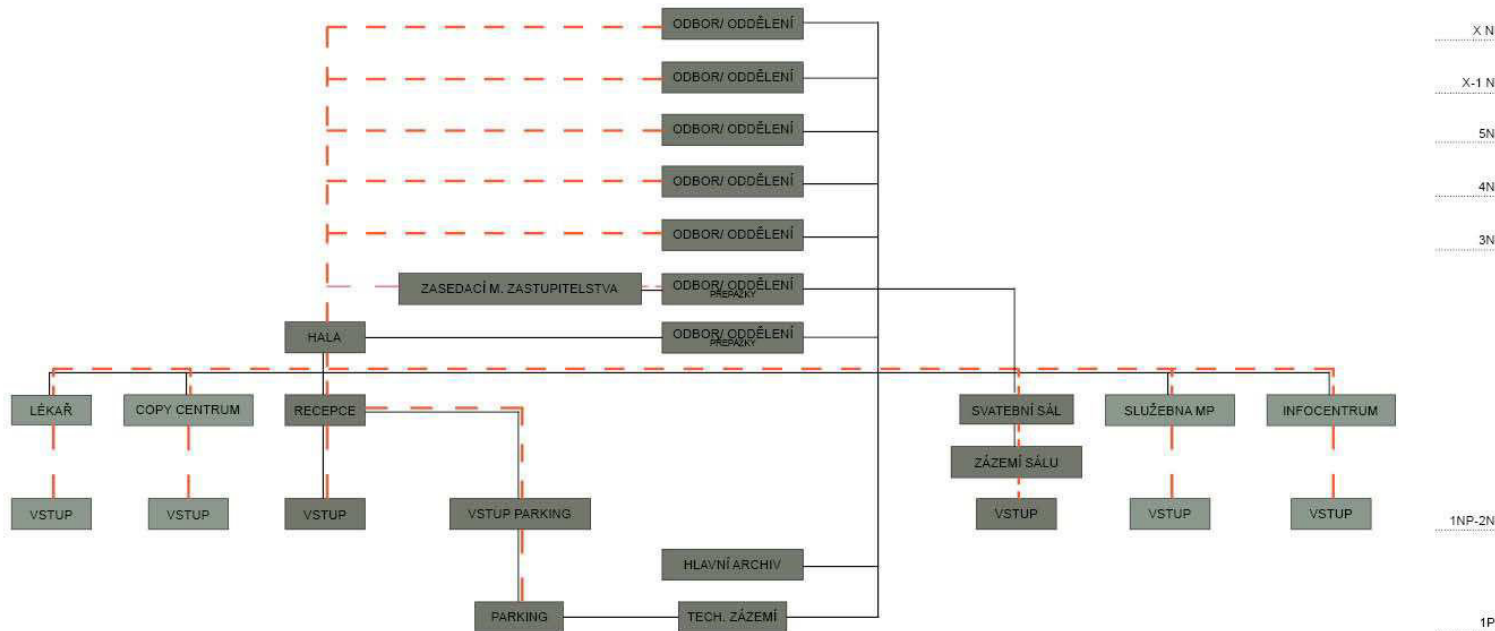 ODBOR/ ODDĚLENÍ
X N
ODBOR/ ODDĚLENÍ
X-1 N
ODBOR/ ODDĚLENÍ
5N
ODBOR/ ODDĚLENÍ
4N
ODBOR/ ODDĚLENÍ
3N
ZASEDACÍ M. ZASTUPITELSTVA
ODBOR/ ODDĚLENÍ
PŘEPÁŽKY
HALA
ODBOR/ ODDĚLENÍ
PŘEPÁŽKY
LÉKAŘ
COPY CENTRUM
RECEPCE
SVATEBNÍ SÁL
SLUŽEBNA MP
INFOCENTRUM
ZÁZEMÍ SÁLU
VSTUP
VSTUP
VSTUP
VSTUP PARKING
VSTUP
VSTUP
VSTUP
1NP-2N
HLAVNÍ ARCHIV
PARKING
TECH. ZÁZEMÍ
1P